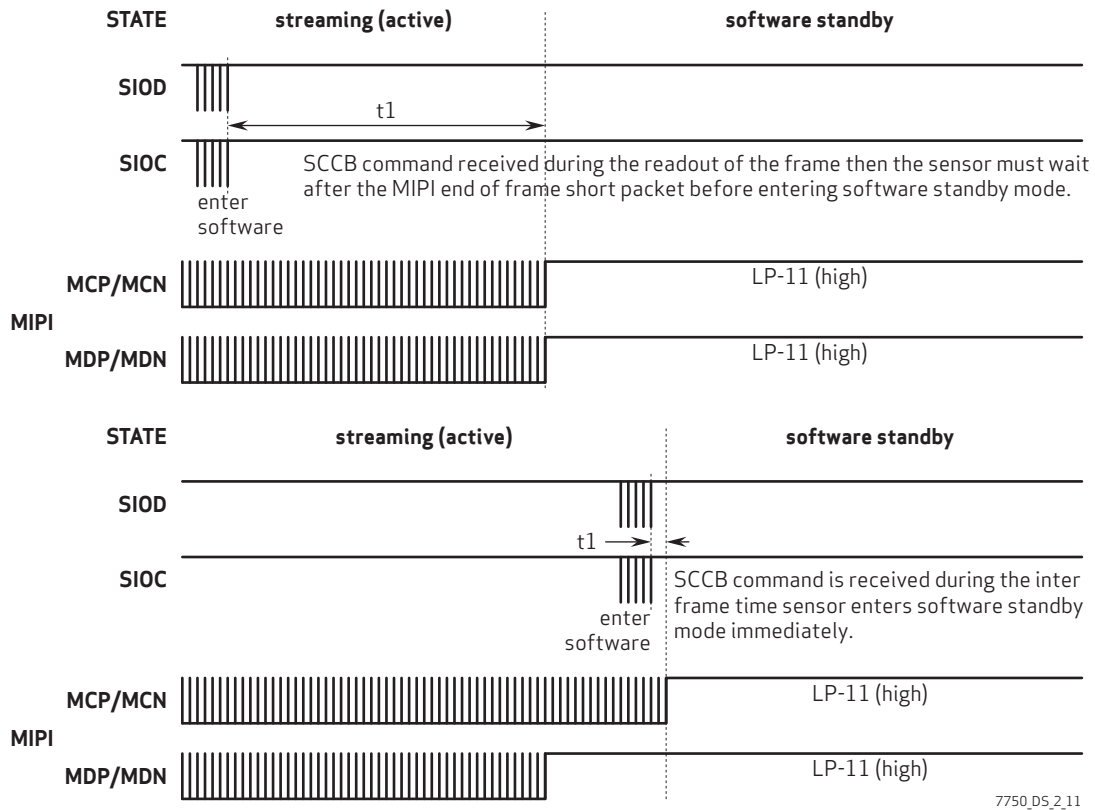 STATE streaming (active) software standby
SIOD
t1
SIOC
SCCB command received during the readout of the frame then the sensor must wait
after the MIPI end of frame short packet before entering software standby mode.
enter
software
MCP/MCN LP-11 (high)
MIPI
MDP/MDN LP-11 (high)
STATE streaming (active) software standby
SIOD
t1
SIOC
SCCB command is received during the inter
frame time sensor enters software standby
mode immediately.
enter
software
MCP/MCN LP-11 (high)
MIPI
MDP/MDN LP-11 (high)
7750_DS_2_11